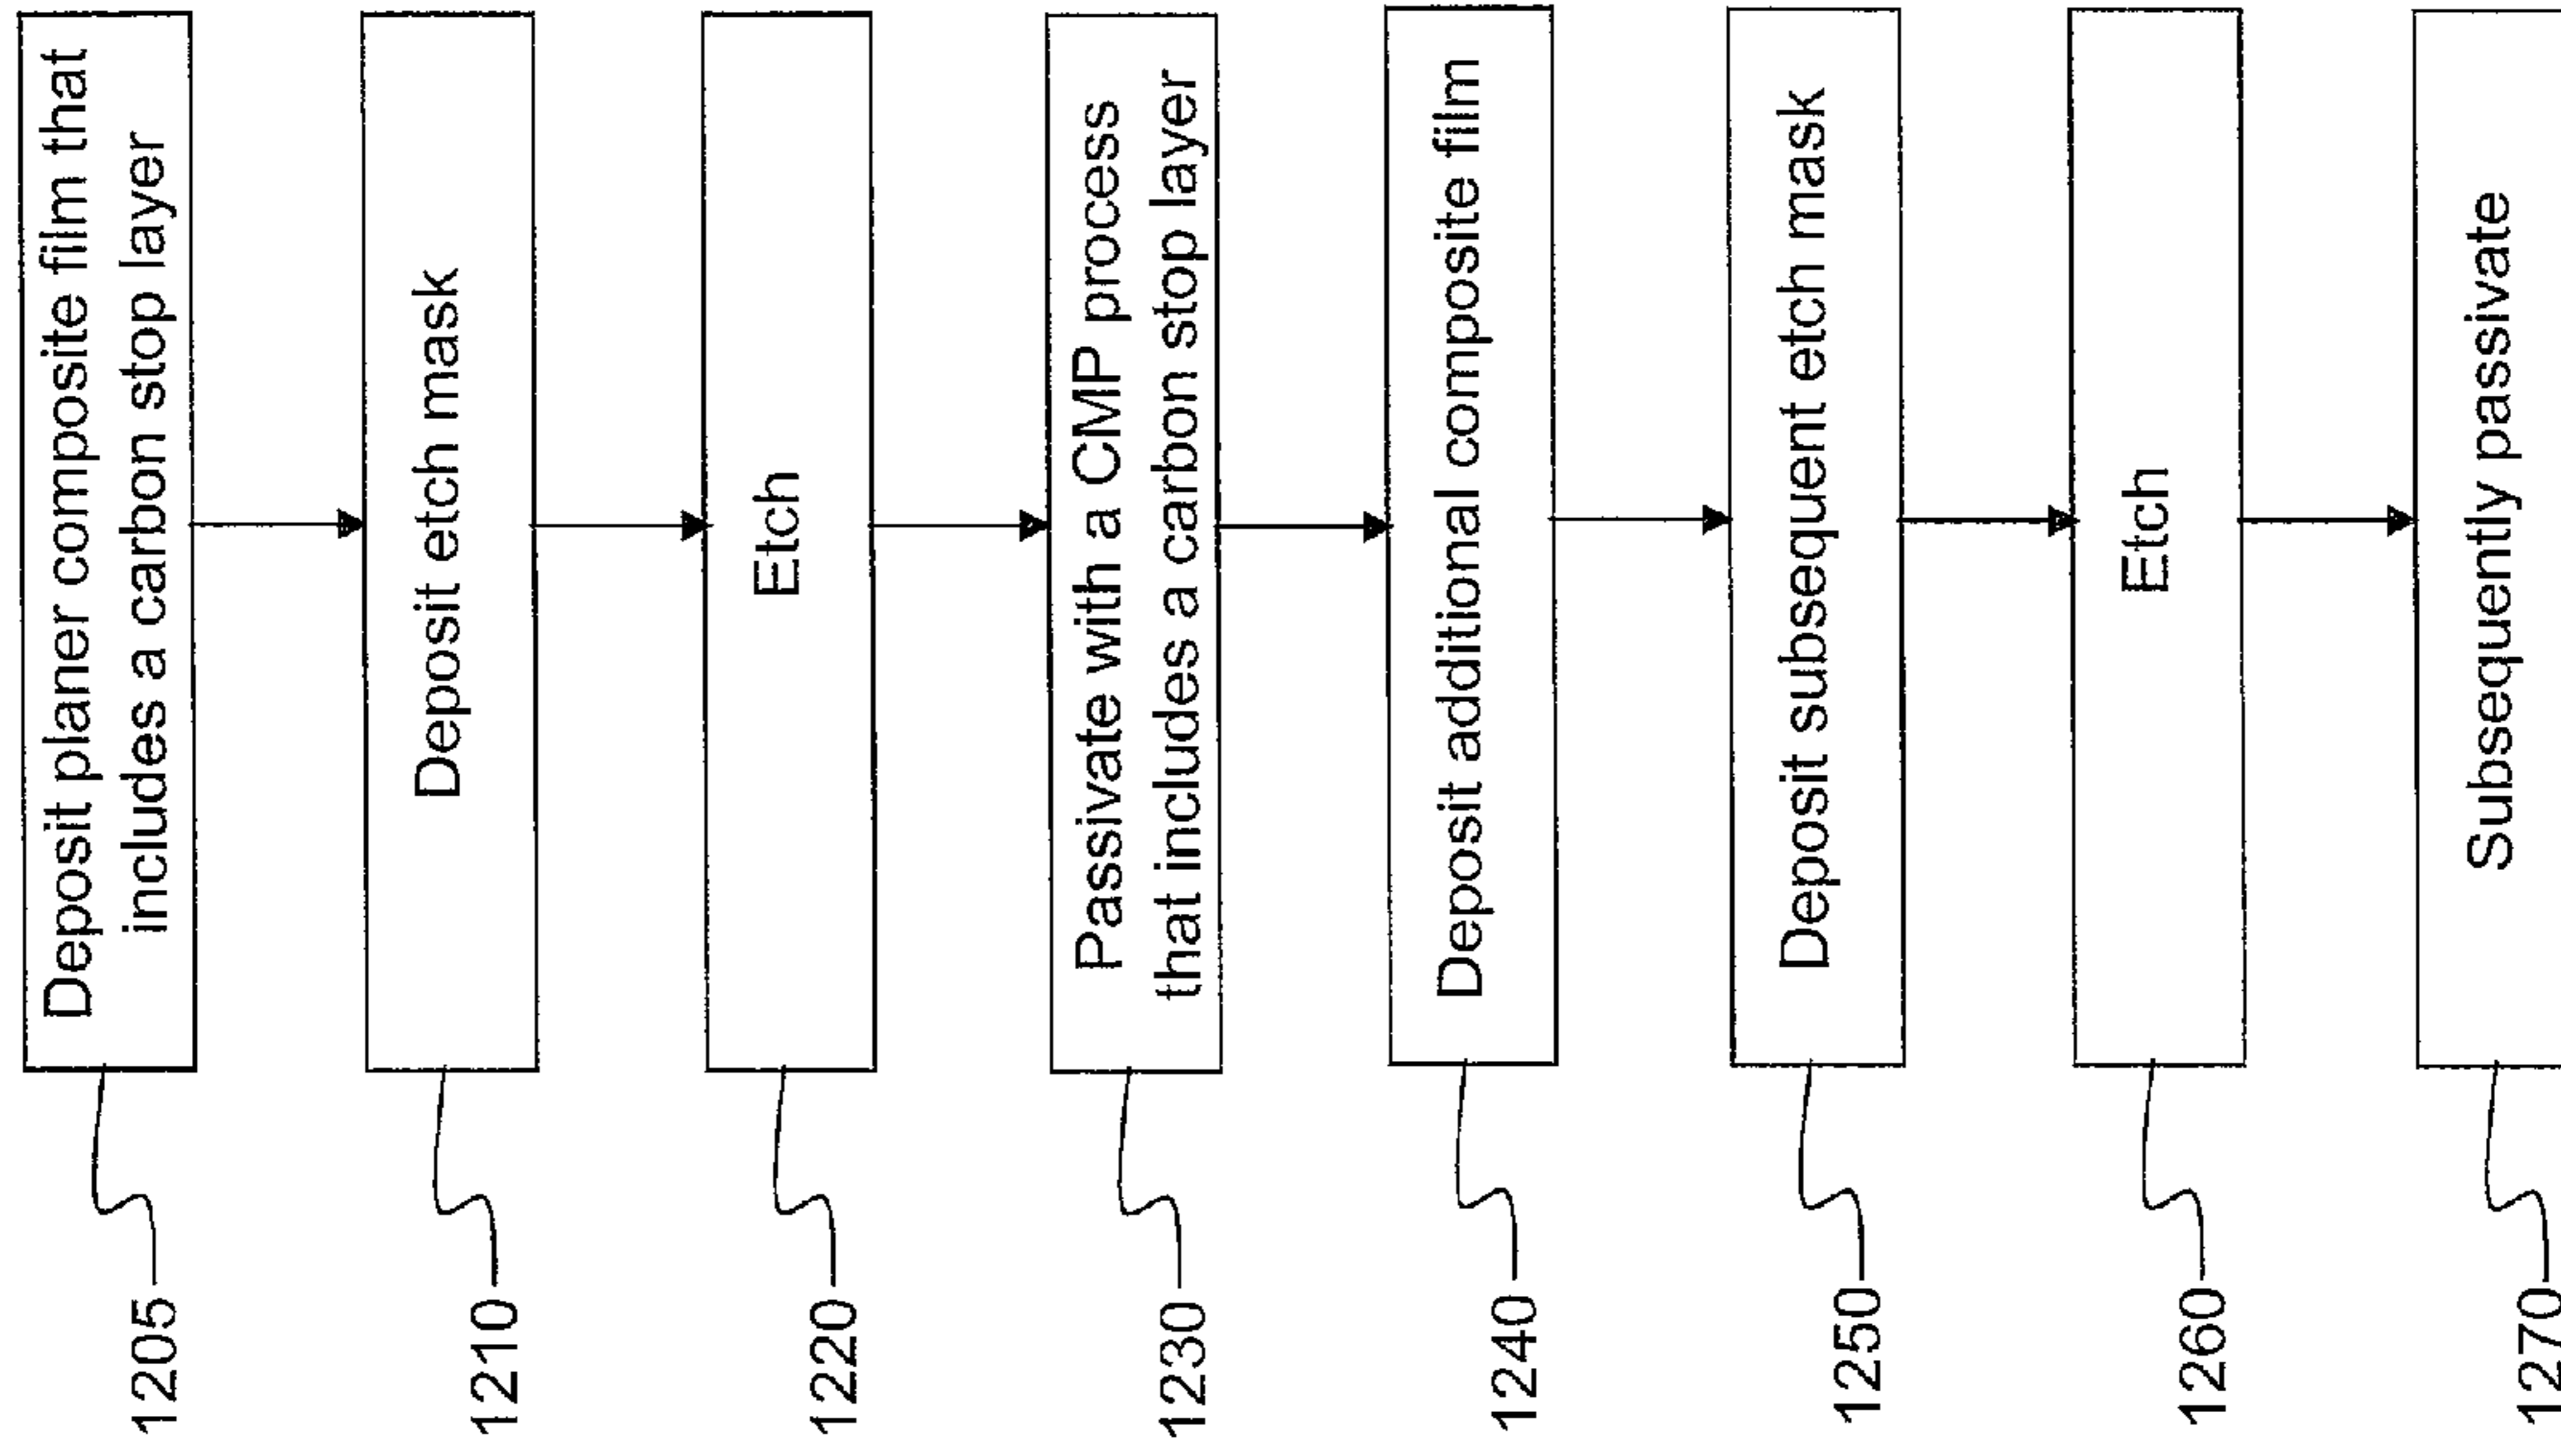 Deposit planer composite film that
includes a carbon stop layer
1205
Deposit etch mask
1210
Etch
1220
Passivate with a CMP process
that includes a carbon stop layer
1230
Deposit additional composite film
1240
Deposit subsequent etch mask
1250
Etch
1260
Subsequently passivate
1270